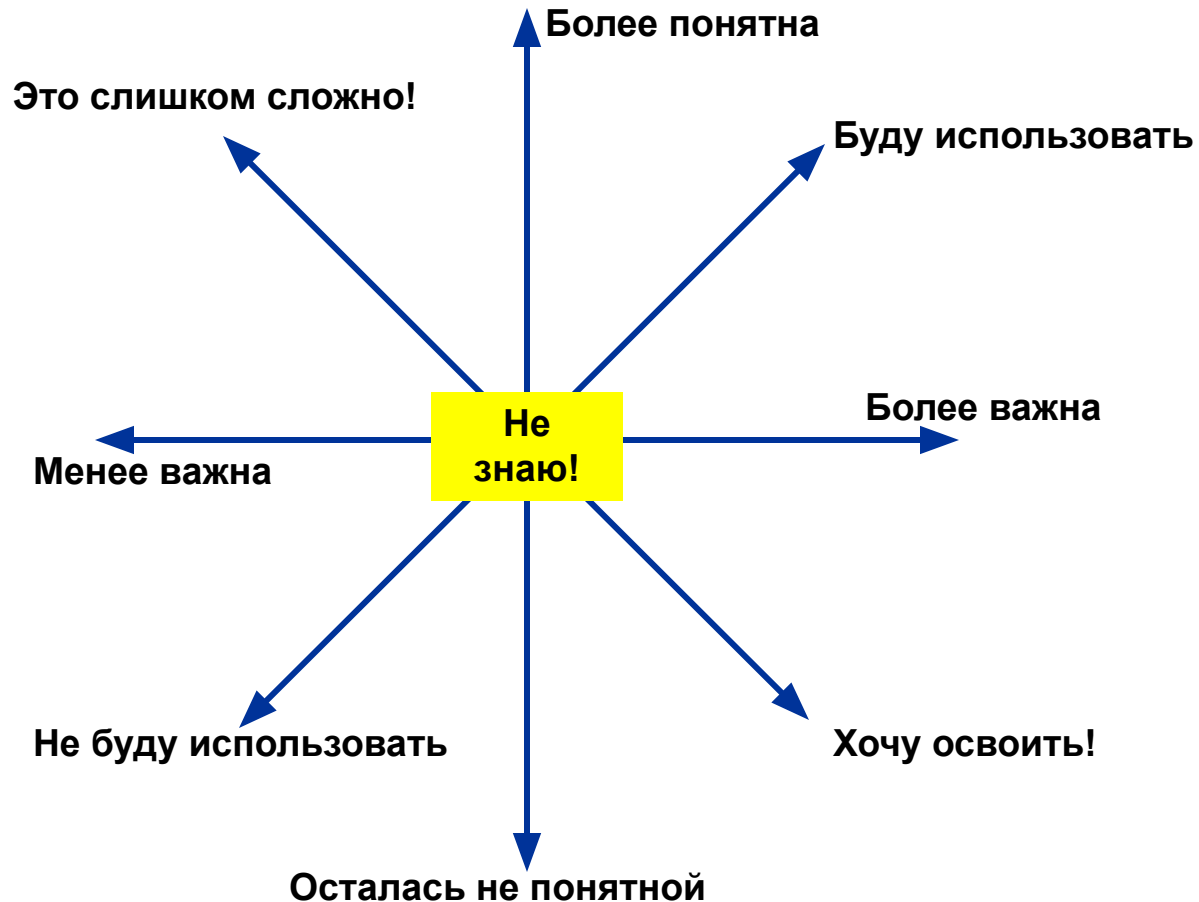 Более понятна
Это слишком сложно!
Буду использовать
Более важна
Не
знаю!
Менее важна
Не буду использовать
Хочу освоить!
Осталась не понятной